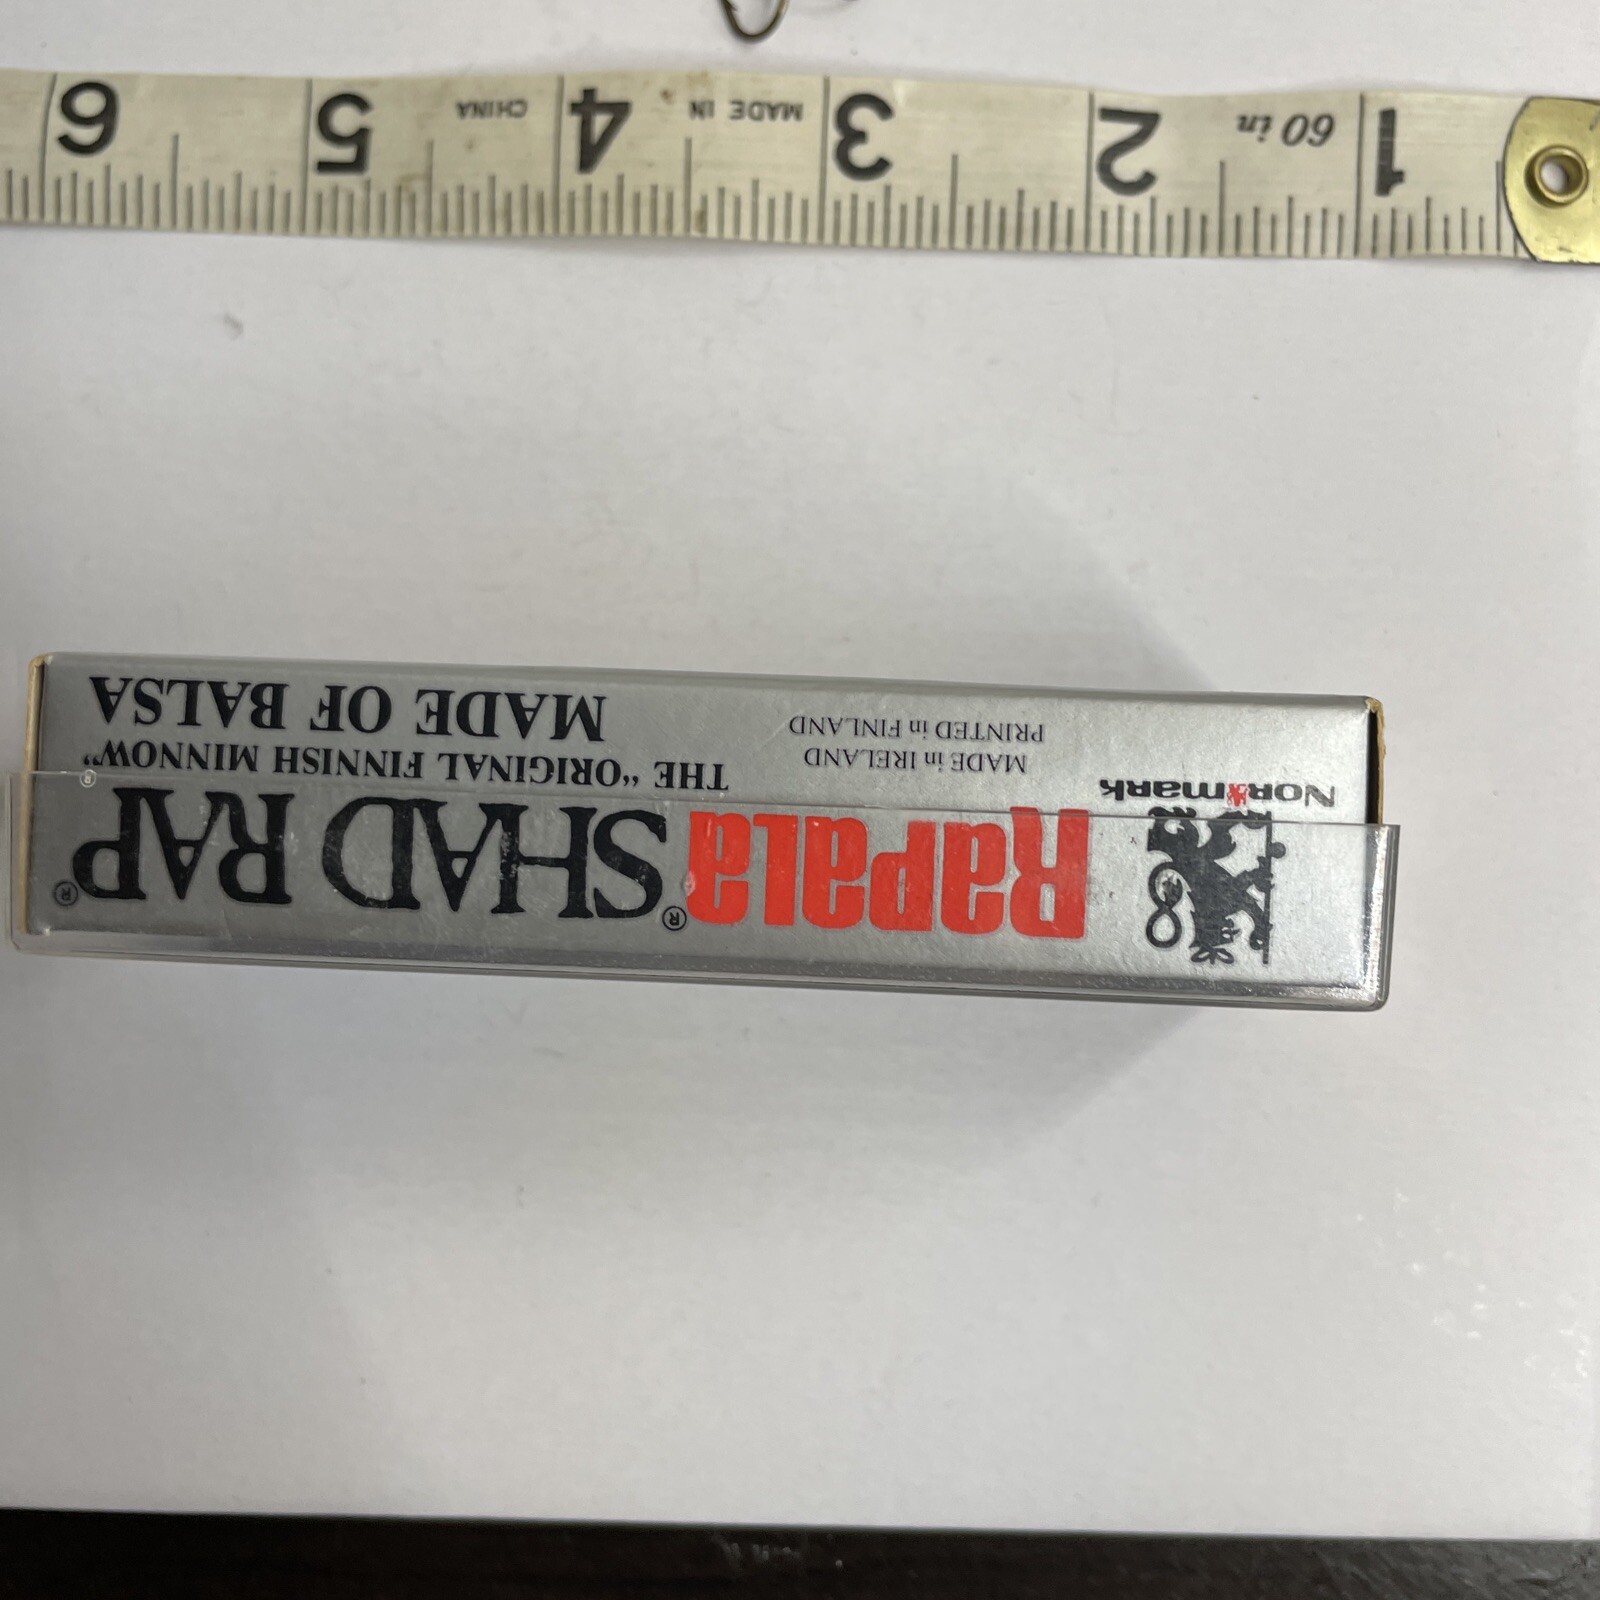 1 60 in 2 3 MADE IN 4 CHINA 5 6
Normark
Rapala® SHAD RAP®
MADE in IRELAND
PRINTED in FINLAND
THE "ORIGINAL FINNISH MINNOW"®
MADE OF BALSA